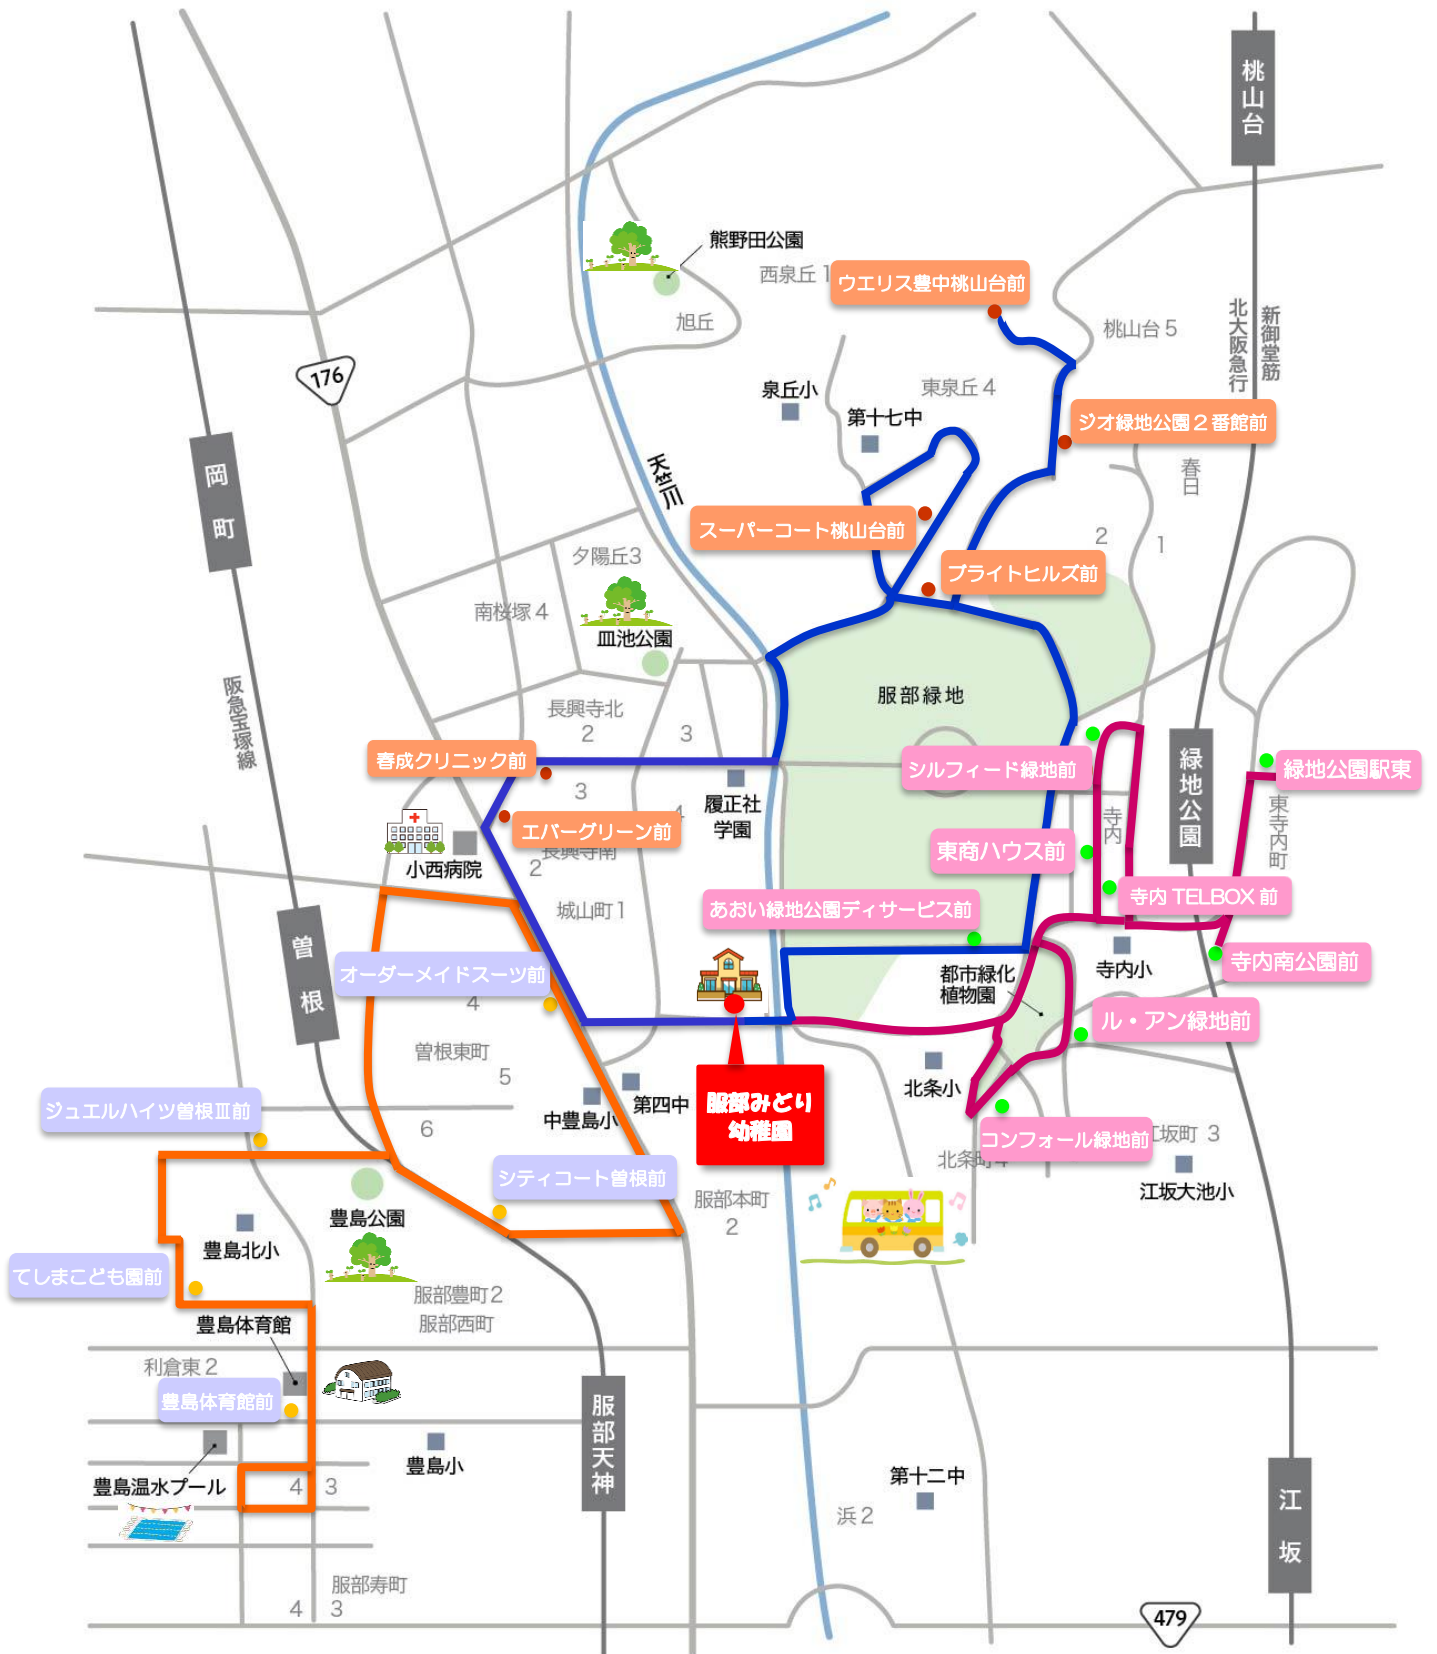 桃山台
熊野田公園
西泉丘 1
ウエリス豊中桃山台前
旭丘
北大阪急行
新御堂筋
桃山台 5
176
泉丘小
東泉丘 4
第十七中
ジオ緑地公園２番館前
岡町
天竺川
春日
スーパーコート桃山台前
2
1
夕陽丘3
ブライトヒルズ前
南桜塚 4
皿池公園
阪急宝塚線
服部緑地
長興寺北
2
3
春成クリニック前
シルフィード緑地前
緑地公園
緑地公園駅東
3
4
履正社
学園
寺内
東寺内町
エバーグリーン前
長興寺南
2
小西病院
東商ハウス前
寺内 TELBOX 前
城山町 1
あおい緑地公園ディサービス前
曽根
オーダーメイドスーツ前
4
都市緑化
植物園
寺内小
寺内南公園前
ル・アン緑地前
曽根東町
5
北条小
ジュエルハイツ曽根Ⅲ前
6
中豊島小
第四中
服部みどり
幼稚園
コンフォール緑地前
江坂町 3
北条町4
シティコート曽根前
江坂大池小
豊島公園
服部本町
2
豊島北小
てしまこども園前
服部豊町 2
服部西町
豊島体育館
利倉東 2
豊島体育館前
服部天神
豊島小
豊島温水プール
4
3
第十二中
浜 2
江坂
服部寿町
4
3
479